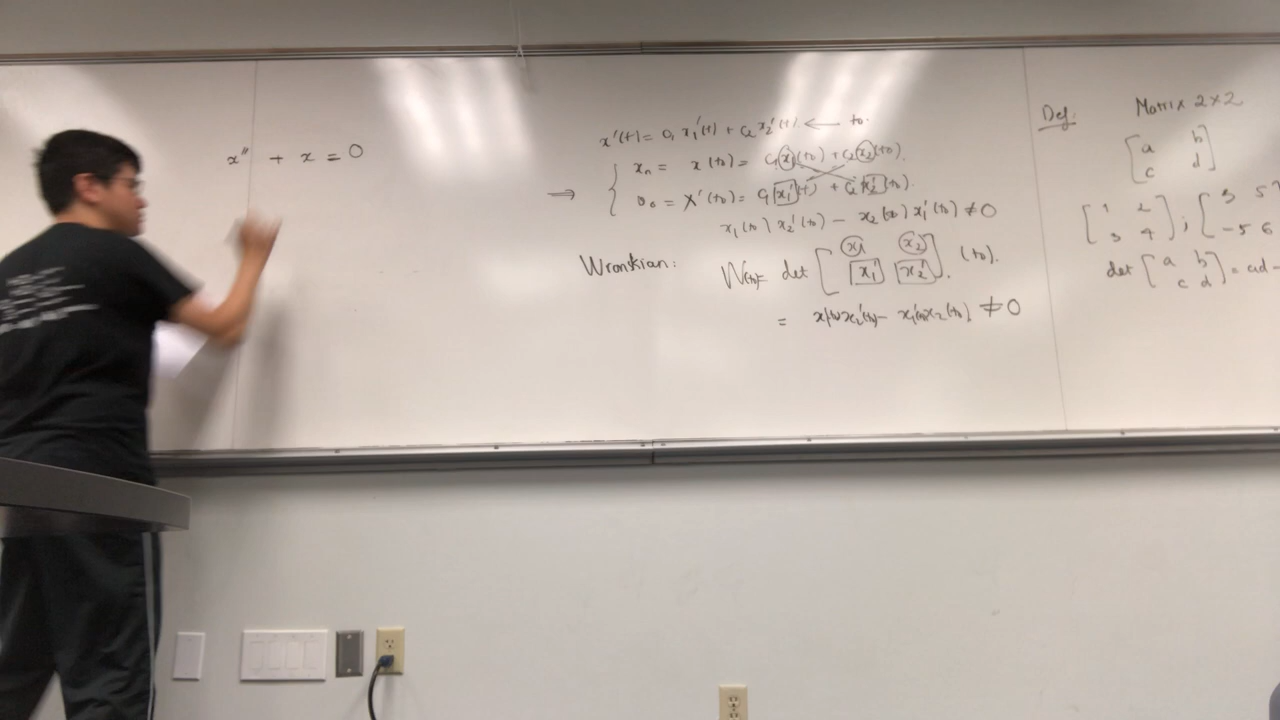 x'' + x = 0
x'(t) = c₁ x₁'(t) + c₂ x₂'(t) ← t₀.
⇒ { x₀ = x(t₀) = c₁ x₁(t₀) + c₂ x₂(t₀).
v₀ = x'(t₀) = c₁ x₁'(t) + c₂ x₂'(t₀).
x₁(t₀) x₂'(t₀) − x₂(t₀) x₁'(t₀) ≠ 0
Wronskian: W(t₀) = det [ x₁ x₂
x₁' x₂' ]. (t₀).
= x₁(t₀)x₂'(t₀) − x₁'(t₀)x₂(t₀) ≠ 0
Def: Matrix 2×2
[ a b
c d ]
[ 1 2 ; [ 3 5
3 4 ] −5 6
det [ a b
c d ] = ad −